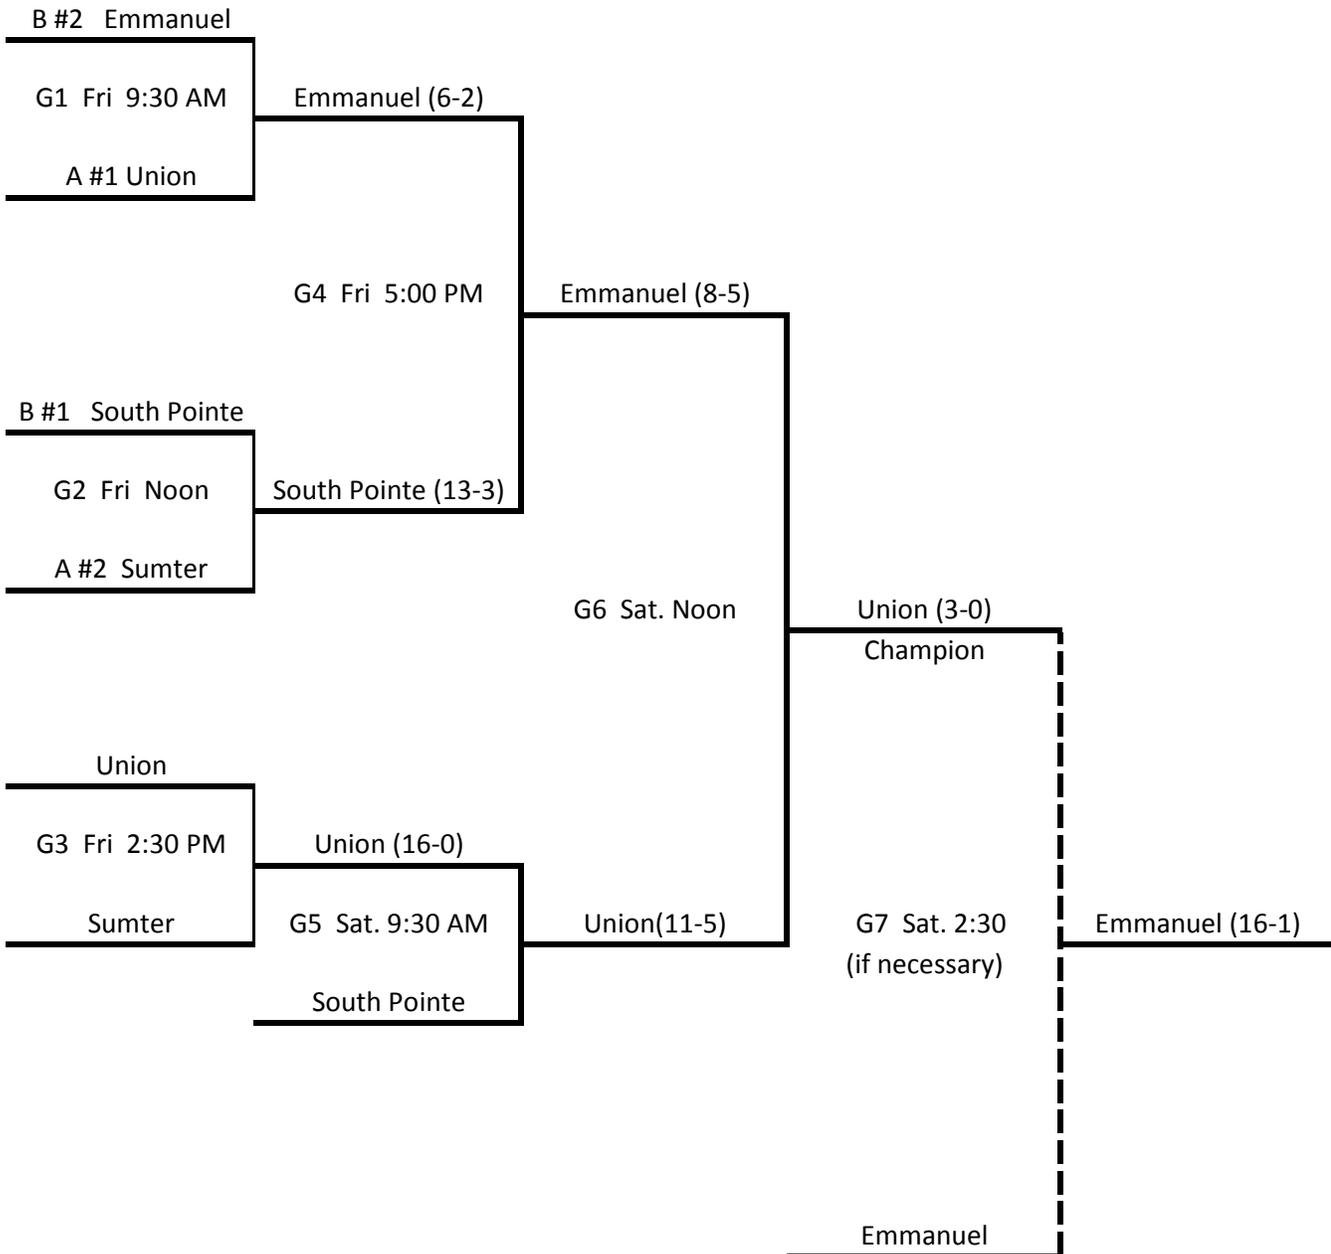 B #2 Emmanuel
G1 Fri 9:30 AM
Emmanuel (6-2)
A #1 Union
G4 Fri 5:00 PM
Emmanuel (8-5)
B #1 South Pointe
G2 Fri Noon
South Pointe (13-3)
A #2 Sumter
G6 Sat. Noon
Union (3-0)
Champion
Union
G3 Fri 2:30 PM
Union (16-0)
Sumter
G5 Sat. 9:30 AM
Union(11-5)
G7 Sat. 2:30
(if necessary)
Emmanuel (16-1)
South Pointe
Emmanuel